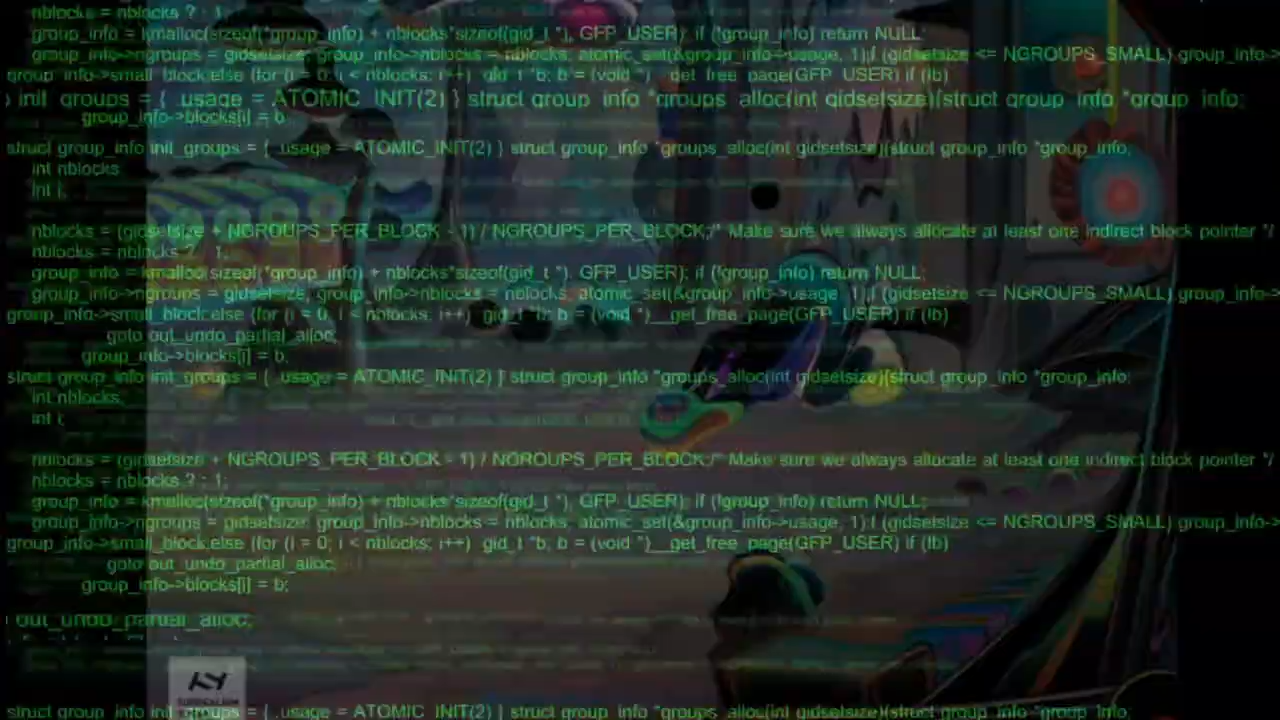 nblocks = nblocks ? : 1;
group_info = kmalloc(sizeof(*group_info) + nblocks*sizeof(gid_t *), GFP_USER); if (!group_info) return NULL;
group_info->ngroups = gidsetsize; group_info->nblocks = nblocks; atomic_set(&group_info->usage, 1);f (gidsetsize <= NGROUPS_SMALL) group_info->
group_info->small_block;else {for (i = 0; i < nblocks; i++) gid_t *b; b = (void *)__get_free_page(GFP_USER) if (!b)
init_groups = { .usage = ATOMIC_INIT(2) } struct group_info *groups_alloc(int gidsetsize){struct group_info *group_info;
group_info->blocks[i] = b
struct group_info init_groups = { .usage = ATOMIC_INIT(2) } struct group_info *groups_alloc(int gidsetsize){struct group_info *group_info;
int nblocks
int i;
nblocks = (gidsetsize + NGROUPS_PER_BLOCK - 1) / NGROUPS_PER_BLOCK;/* Make sure we always allocate at least one indirect block pointer */
nblocks = nblocks ? : 1;
group_info = kmalloc(sizeof(*group_info) + nblocks*sizeof(gid_t *), GFP_USER); if (!group_info) return NULL;
group_info->ngroups = gidsetsize; group_info->nblocks = nblocks; atomic_set(&group_info->usage, 1);f (gidsetsize <= NGROUPS_SMALL) group_info->
group_info->small_block;else {for (i = 0; i < nblocks; i++) gid_t *b; b = (void *)__get_free_page(GFP_USER) if (!b)
goto out_undo_partial_alloc;
group_info->blocks[i] = b;
struct group_info init_groups = { .usage = ATOMIC_INIT(2) } struct group_info *groups_alloc(int gidsetsize){struct group_info *group_info;
int nblocks;
int i;
nblocks = (gidsetsize + NGROUPS_PER_BLOCK - 1) / NGROUPS_PER_BLOCK;/* Make sure we always allocate at least one indirect block pointer */
nblocks = nblocks ? : 1;
group_info = kmalloc(sizeof(*group_info) + nblocks*sizeof(gid_t *), GFP_USER); if (!group_info) return NULL;
group_info->ngroups = gidsetsize; group_info->nblocks = nblocks; atomic_set(&group_info->usage, 1);f (gidsetsize <= NGROUPS_SMALL) group_info->
group_info->small_block;else {for (i = 0; i < nblocks; i++) gid_t *b; b = (void *)__get_free_page(GFP_USER) if (!b)
goto out_undo_partial_alloc;
group_info->blocks[i] = b;
out_undo_partial_alloc;
struct group_info init_groups = { .usage = ATOMIC_INIT(2) } struct group_info *groups_alloc(int gidsetsize){struct group_info *group_info;